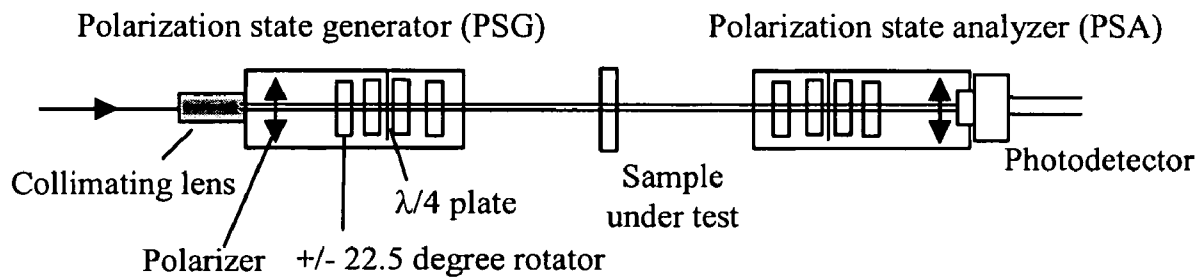 Polarization state generator (PSG)
Polarization state analyzer (PSA)
Collimating lens
λ/4 plate
Sample
under test
Photodetector
Polarizer
+/- 22.5 degree rotator